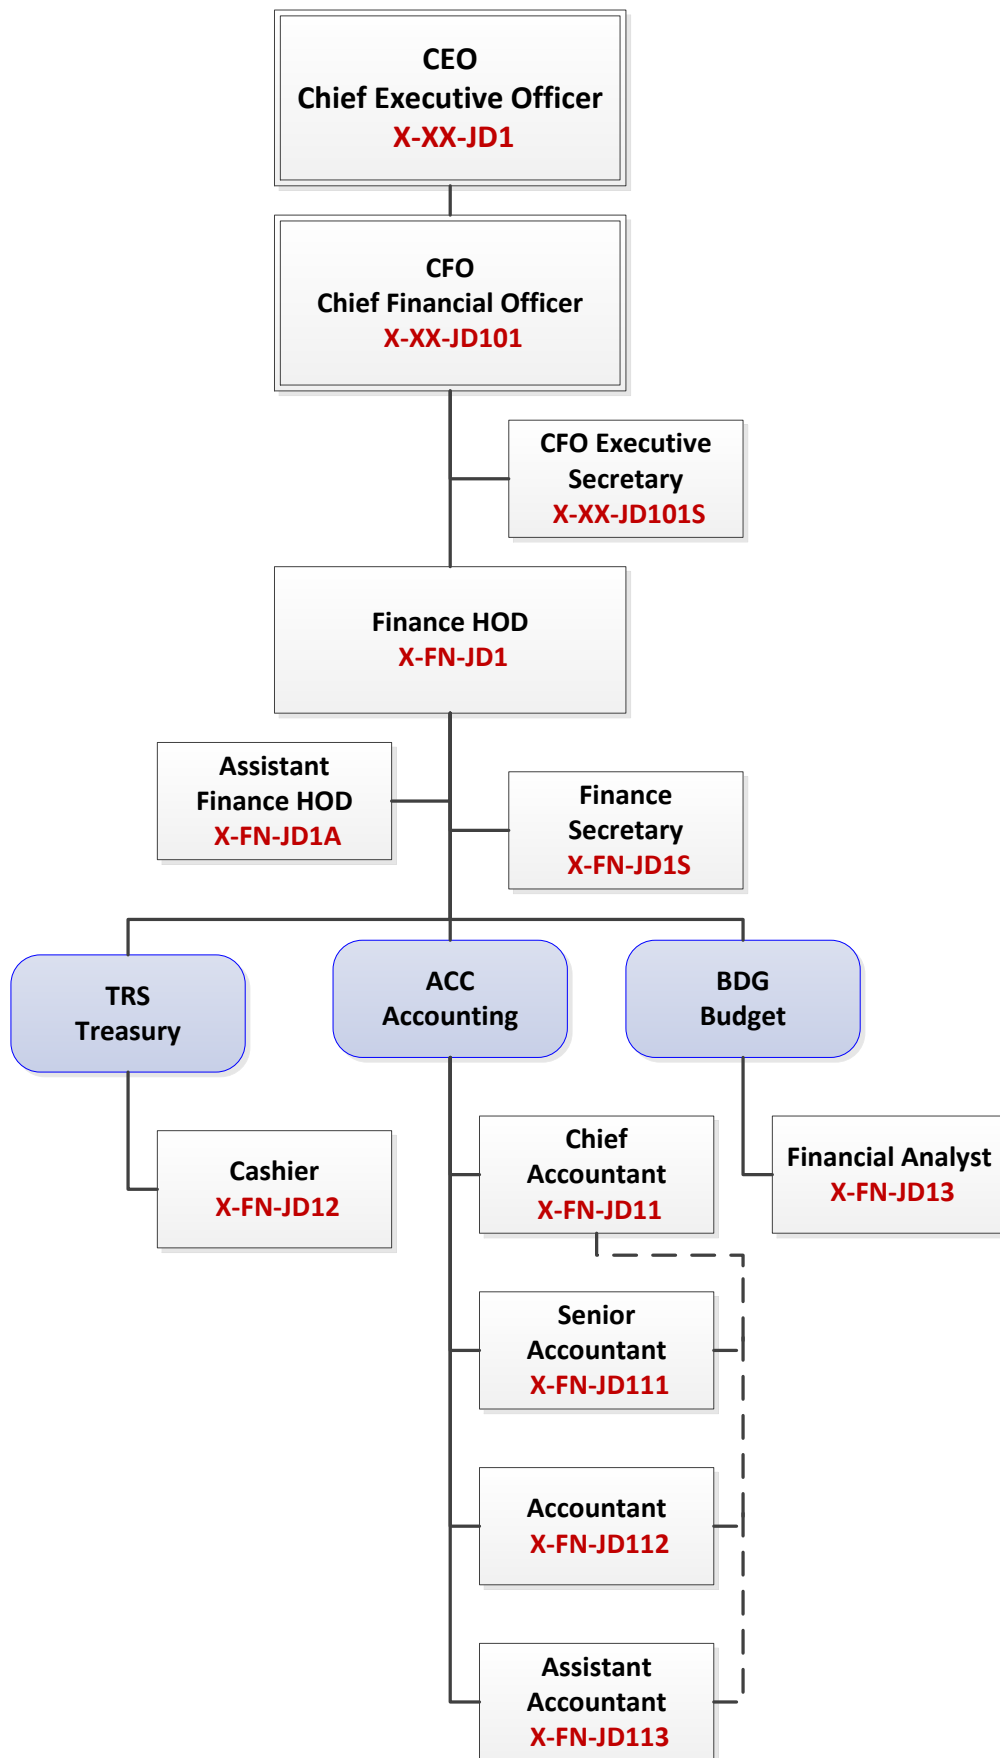 CEO
Chief Executive Officer
X-XX-JD1
CFO
Chief Financial Officer
X-XX-JD101
CFO Executive
Secretary
X-XX-JD101S
Finance HOD
X-FN-JD1
Assistant
Finance HOD
X-FN-JD1A
Finance
Secretary
X-FN-JD1S
TRS
Treasury
ACC
Accounting
BDG
Budget
Cashier
X-FN-JD12
Chief
Accountant
X-FN-JD11
Financial Analyst
X-FN-JD13
Senior
Accountant
X-FN-JD111
Accountant
X-FN-JD112
Assistant
Accountant
X-FN-JD113